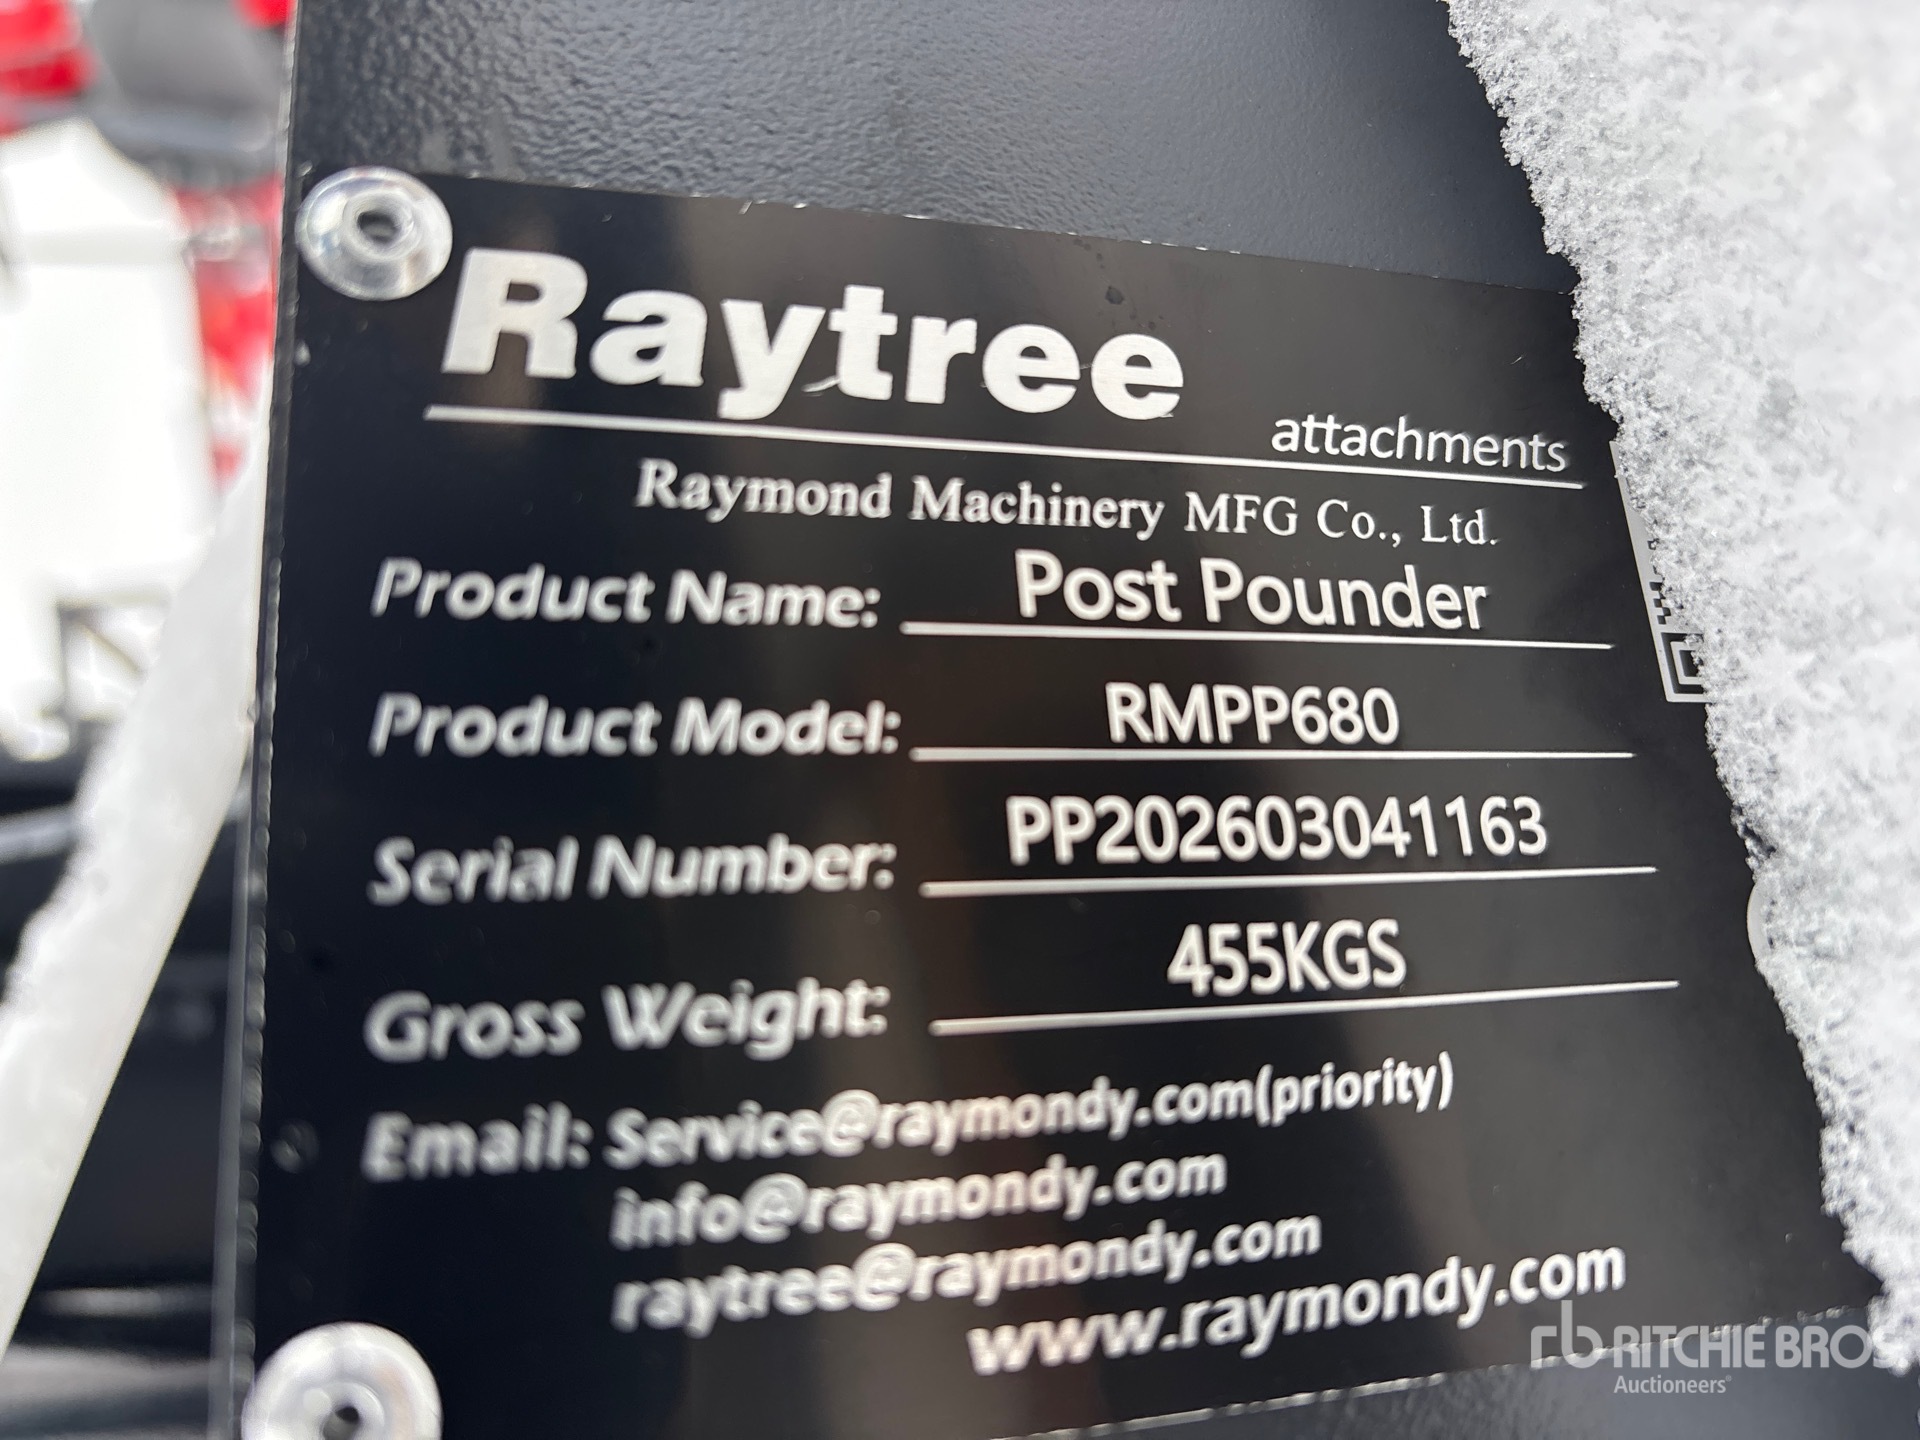 Raytree
attachments
Raymond Machinery MFG Co., Ltd.
Product Name: Post Pounder
Product Model: RMPP680
Serial Number: PP202603041163
Gross Weight: 455KGS
Email: Service@raymondy.com(priority)
info@raymondy.com
raytree@raymondy.com
www.raymondy.com
rb RITCHIE BROS
Auctioneers